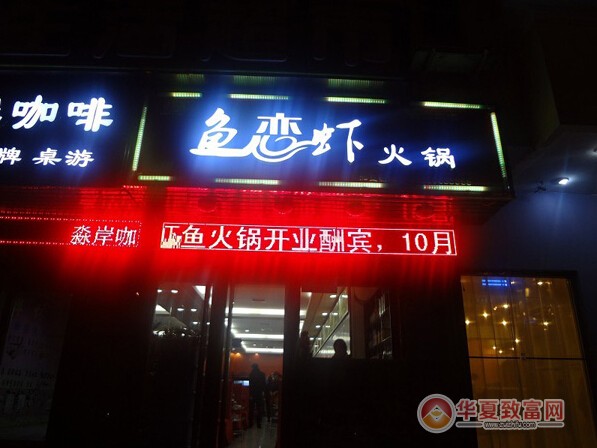 咖啡
牌 桌游
鱼恋虾 火锅
淼岸咖
鱼火锅开业酬宾，10月
华夏致富网